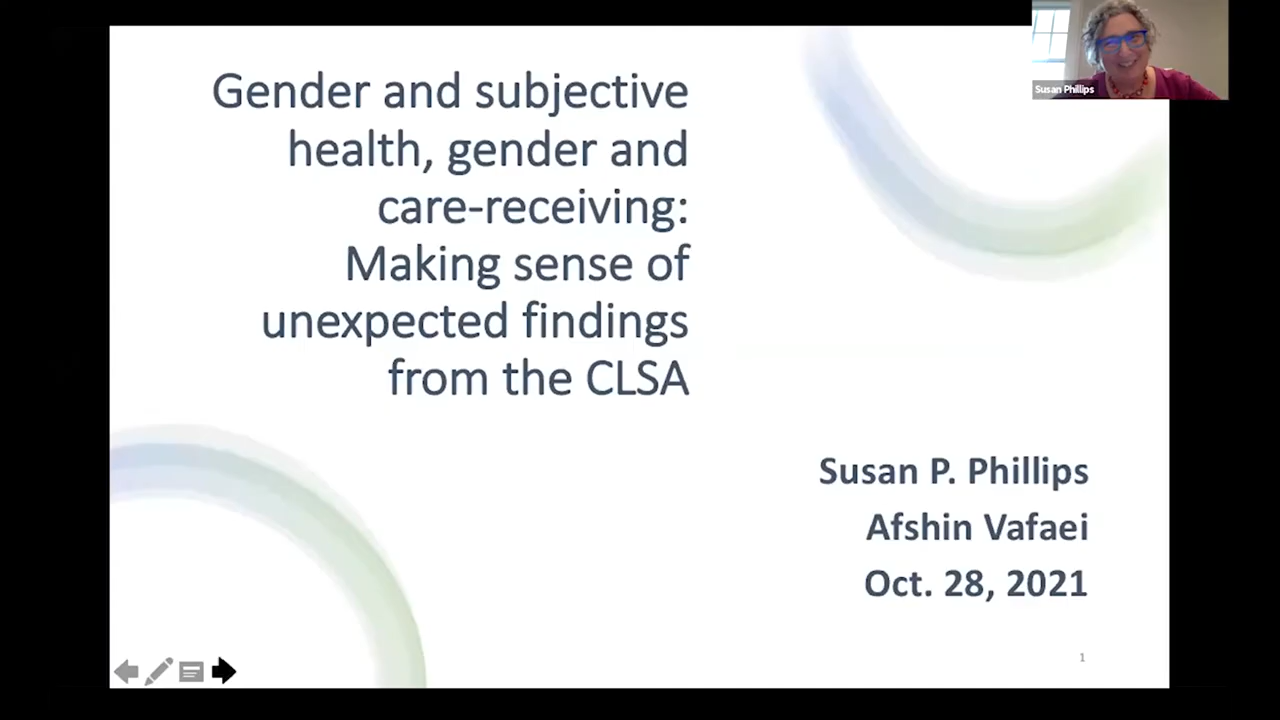 Gender and subjective
health, gender and
care-receiving:
Making sense of
unexpected findings
from the CLSA
Susan Phillips
Susan P. Phillips
Afshin Vafaei
Oct. 28, 2021
1